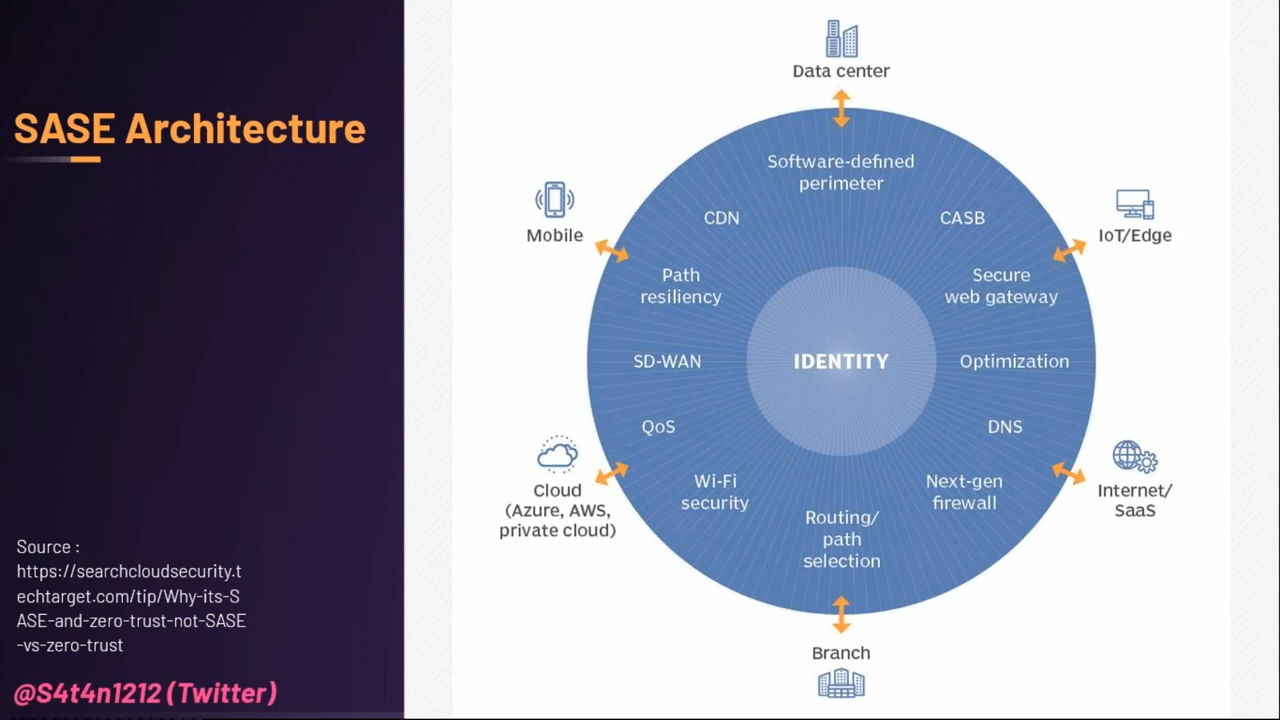 SASE Architecture
Source :
https://searchcloudsecurity.t
echtarget.com/tip/Why-its-S
ASE-and-zero-trust-not-SASE
-vs-zero-trust
@S4t4n1212 (Twitter)
Data center
Software-defined
perimeter
CDN
CASB
Mobile
IoT/Edge
Path
resiliency
Secure
web gateway
SD-WAN
IDENTITY
Optimization
QoS
DNS
Wi-Fi
security
Next-gen
firewall
Cloud
(Azure, AWS,
private cloud)
Internet/
SaaS
Routing/
path
selection
Branch